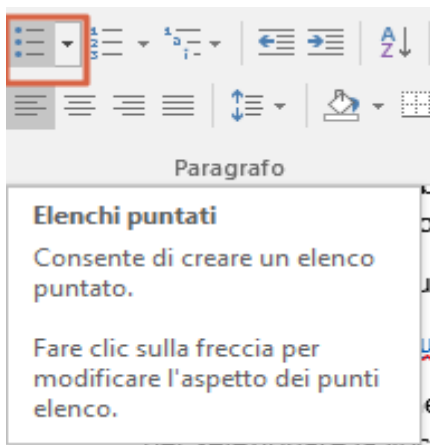 Paragrafo
Elenchi puntati
Consente di creare un elenco
puntato.
Fare clic sulla freccia per
modificare l'aspetto dei punti
elenco.